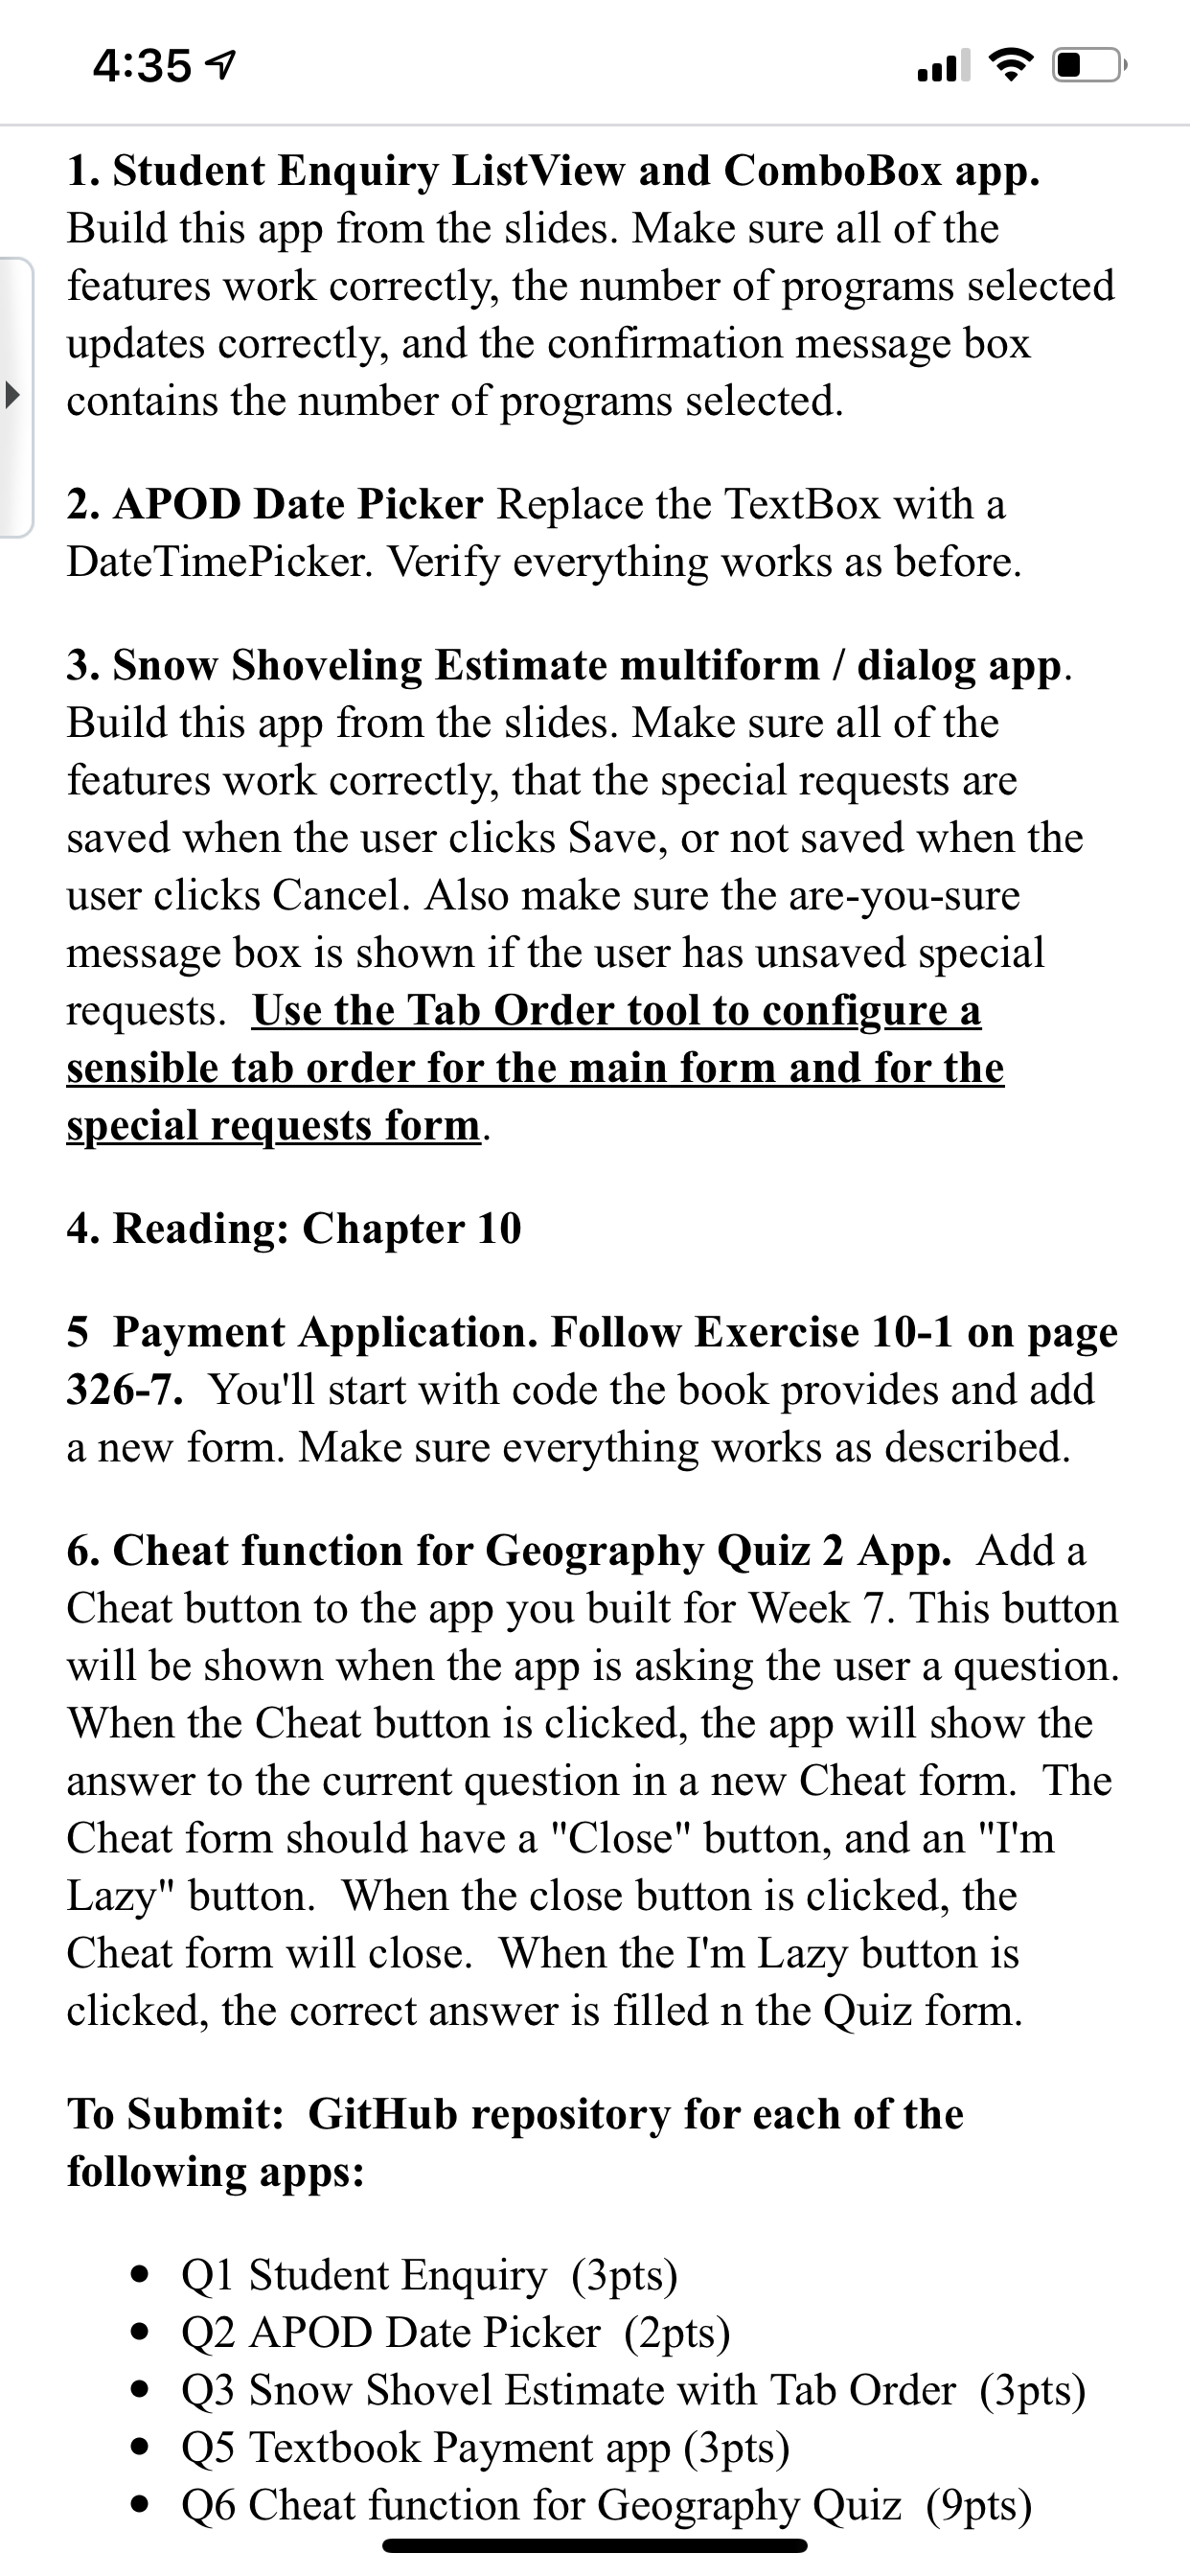 4:35
1. Student Enquiry ListView and ComboBox app.
Build this app from the slides. Make sure all of the
features work correctly, the number of programs selected
updates correctly, and the confirmation message box
contains the number of programs selected.
2. APOD Date Picker Replace the TextBox with a
DateTimePicker. Verify everything works as before.
3. Snow Shoveling Estimate multiform / dialog app.
Build this app from the slides. Make sure all of the
features work correctly, that the special requests are
saved when the user clicks Save, or not saved when the
user clicks Cancel. Also make sure the are-you-sure
message box is shown if the user has unsaved special
requests.  Use the Tab Order tool to configure a
sensible tab order for the main form and for the
special requests form.
4. Reading: Chapter 10
5  Payment Application. Follow Exercise 10-1 on page
326-7.  You'll start with code the book provides and add
a new form. Make sure everything works as described.
6. Cheat function for Geography Quiz 2 App.  Add a
Cheat button to the app you built for Week 7. This button
will be shown when the app is asking the user a question.
When the Cheat button is clicked, the app will show the
answer to the current question in a new Cheat form.  The
Cheat form should have a "Close" button, and an "I'm
Lazy" button.  When the close button is clicked, the
Cheat form will close.  When the I'm Lazy button is
clicked, the correct answer is filled n the Quiz form.
To Submit:  GitHub repository for each of the
following apps:
• Q1 Student Enquiry  (3pts)
• Q2 APOD Date Picker  (2pts)
• Q3 Snow Shovel Estimate with Tab Order  (3pts)
• Q5 Textbook Payment app (3pts)
• Q6 Cheat function for Geography Quiz  (9pts)